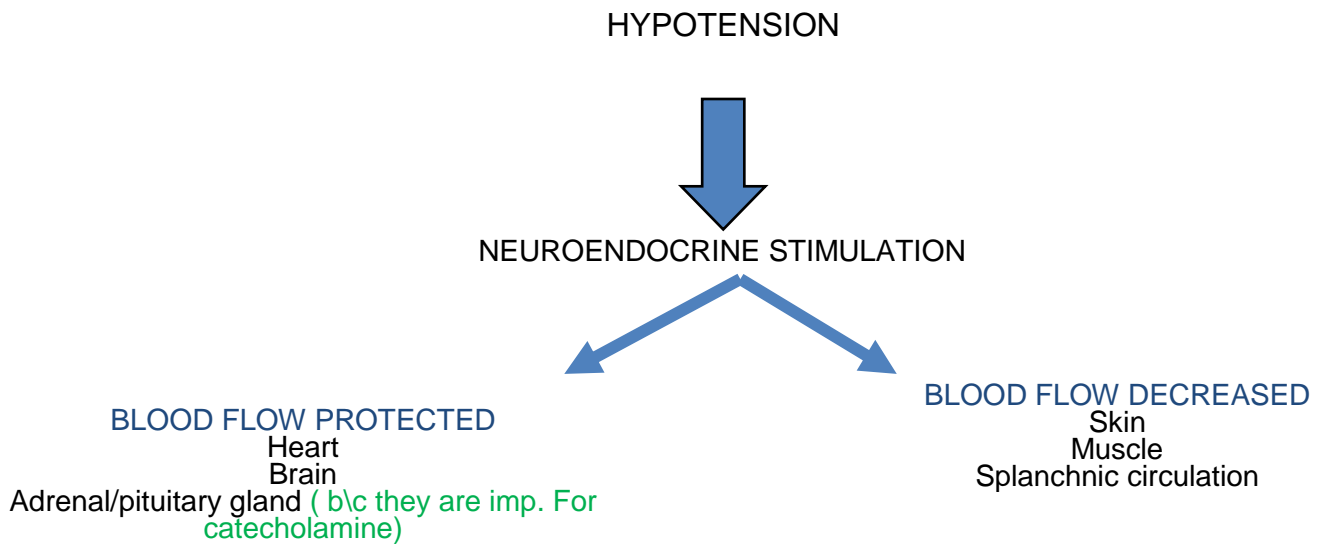 HYPOTENSION
NEUROENDOCRINE STIMULATION
BLOOD FLOW PROTECTED
Heart
Brain
Adrenal/pituitary gland ( b\c they are imp. For
catecholamine)
BLOOD FLOW DECREASED
Skin
Muscle
Splanchnic circulation